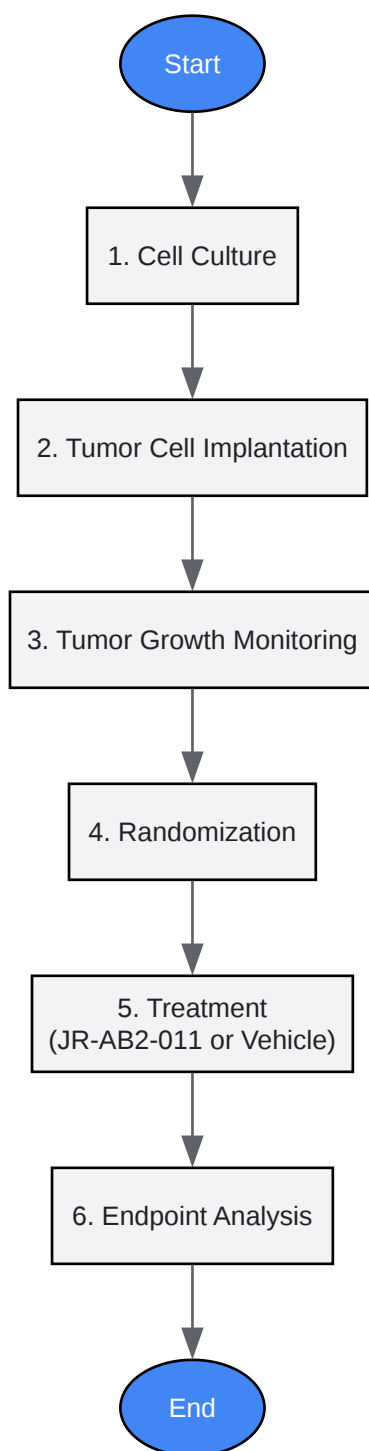 Start
1. Cell Culture
2. Tumor Cell Implantation
3. Tumor Growth Monitoring
4. Randomization
5. Treatment
(JR-AB2-011 or Vehicle)
6. Endpoint Analysis
End